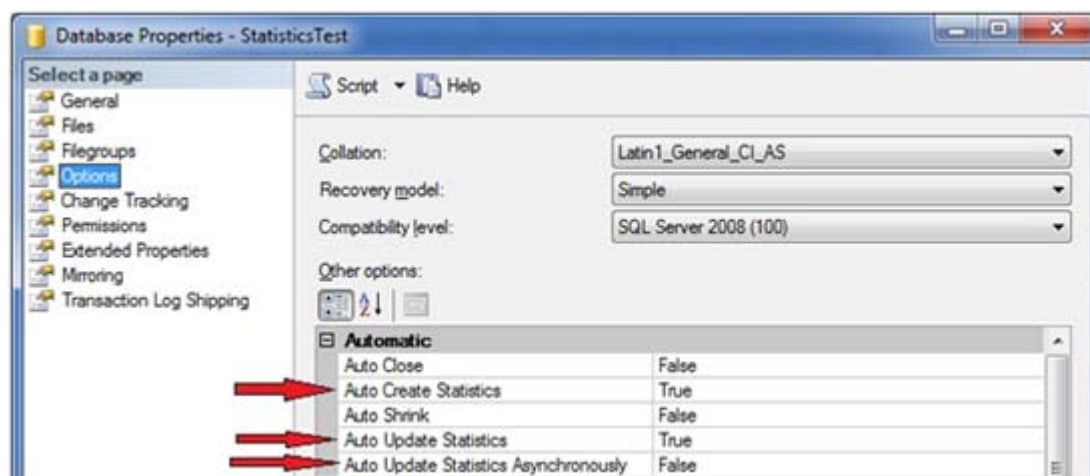 Database Properties - StatisticsTest
Select a page
General
Files
Filegroups
Options
Change Tracking
Permissions
Extended Properties
Mirroring
Transaction Log Shipping
Script Help
Collation: Latin1_General_CI_AS
Recovery model: Simple
Compatibility level: SQL Server 2008 (100)
Other options:
Automatic
Auto Close False
Auto Create Statistics True
Auto Shrink False
Auto Update Statistics True
Auto Update Statistics Asynchronously False